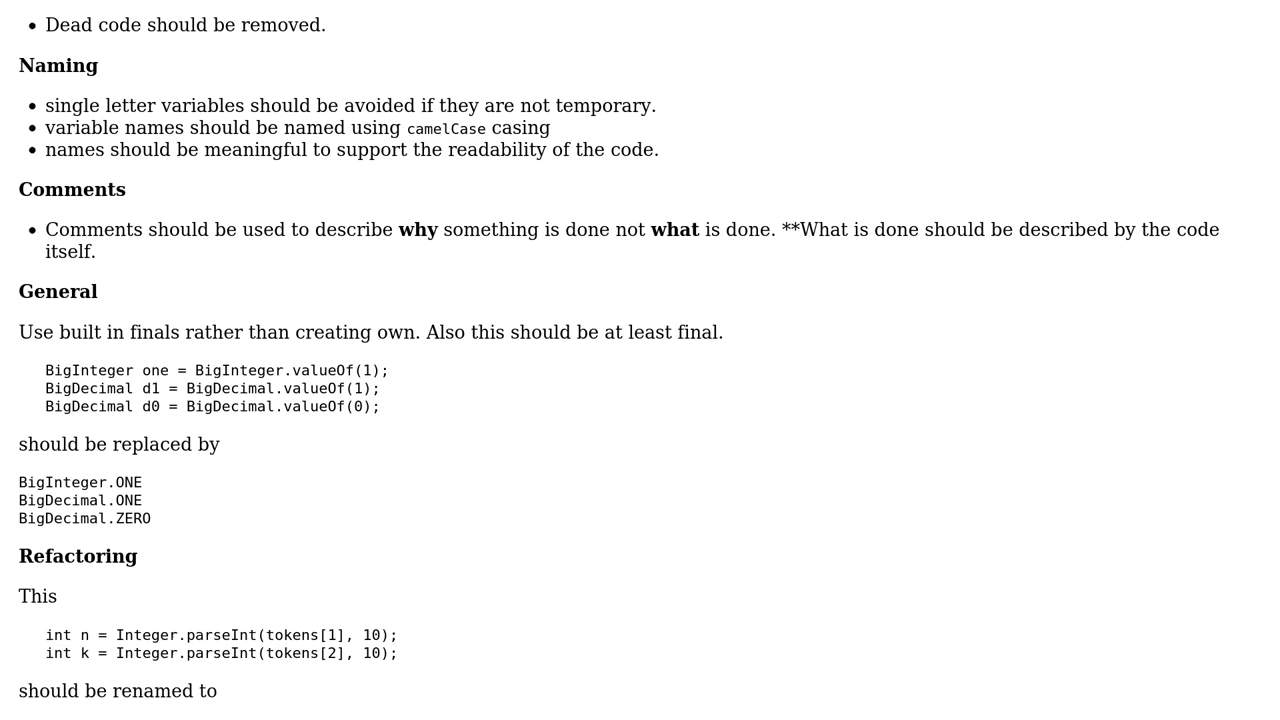 • Dead code should be removed.
Naming
• single letter variables should be avoided if they are not temporary.
• variable names should be named using camelCase casing
• names should be meaningful to support the readability of the code.
Comments
• Comments should be used to describe why something is done not what is done. **What is done should be described by the code
itself.
General
Use built in finals rather than creating own. Also this should be at least final.
BigInteger one = BigInteger.valueOf(1);
BigDecimal d1 = BigDecimal.valueOf(1);
BigDecimal d0 = BigDecimal.valueOf(0);
should be replaced by
BigInteger.ONE
BigDecimal.ONE
BigDecimal.ZERO
Refactoring
This
int n = Integer.parseInt(tokens[1], 10);
int k = Integer.parseInt(tokens[2], 10);
should be renamed to